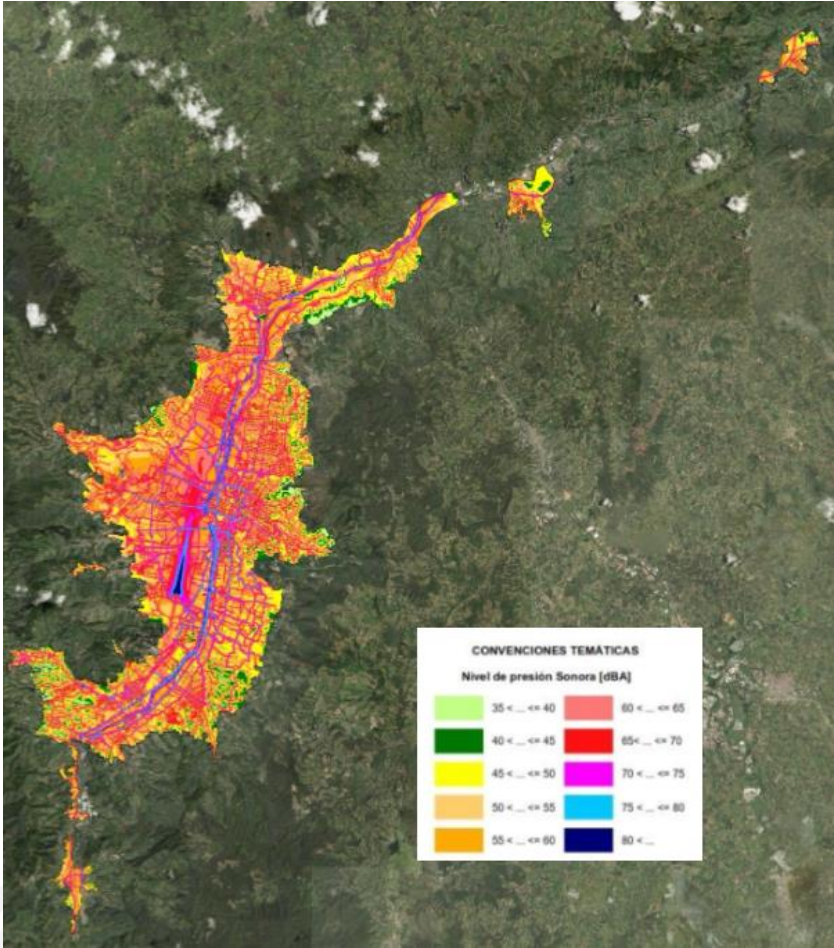 CONVENCIONES TEMÁTICAS
Nivel de presión Sonora [dBA]
35 < ... <= 40
60 < ... <= 65
40 < ... <= 45
65< ... <= 70
45 < ... <= 50
70 < ... <= 75
50 < ... <= 55
75 < ... <= 80
55 < ... <= 60
80 < ...